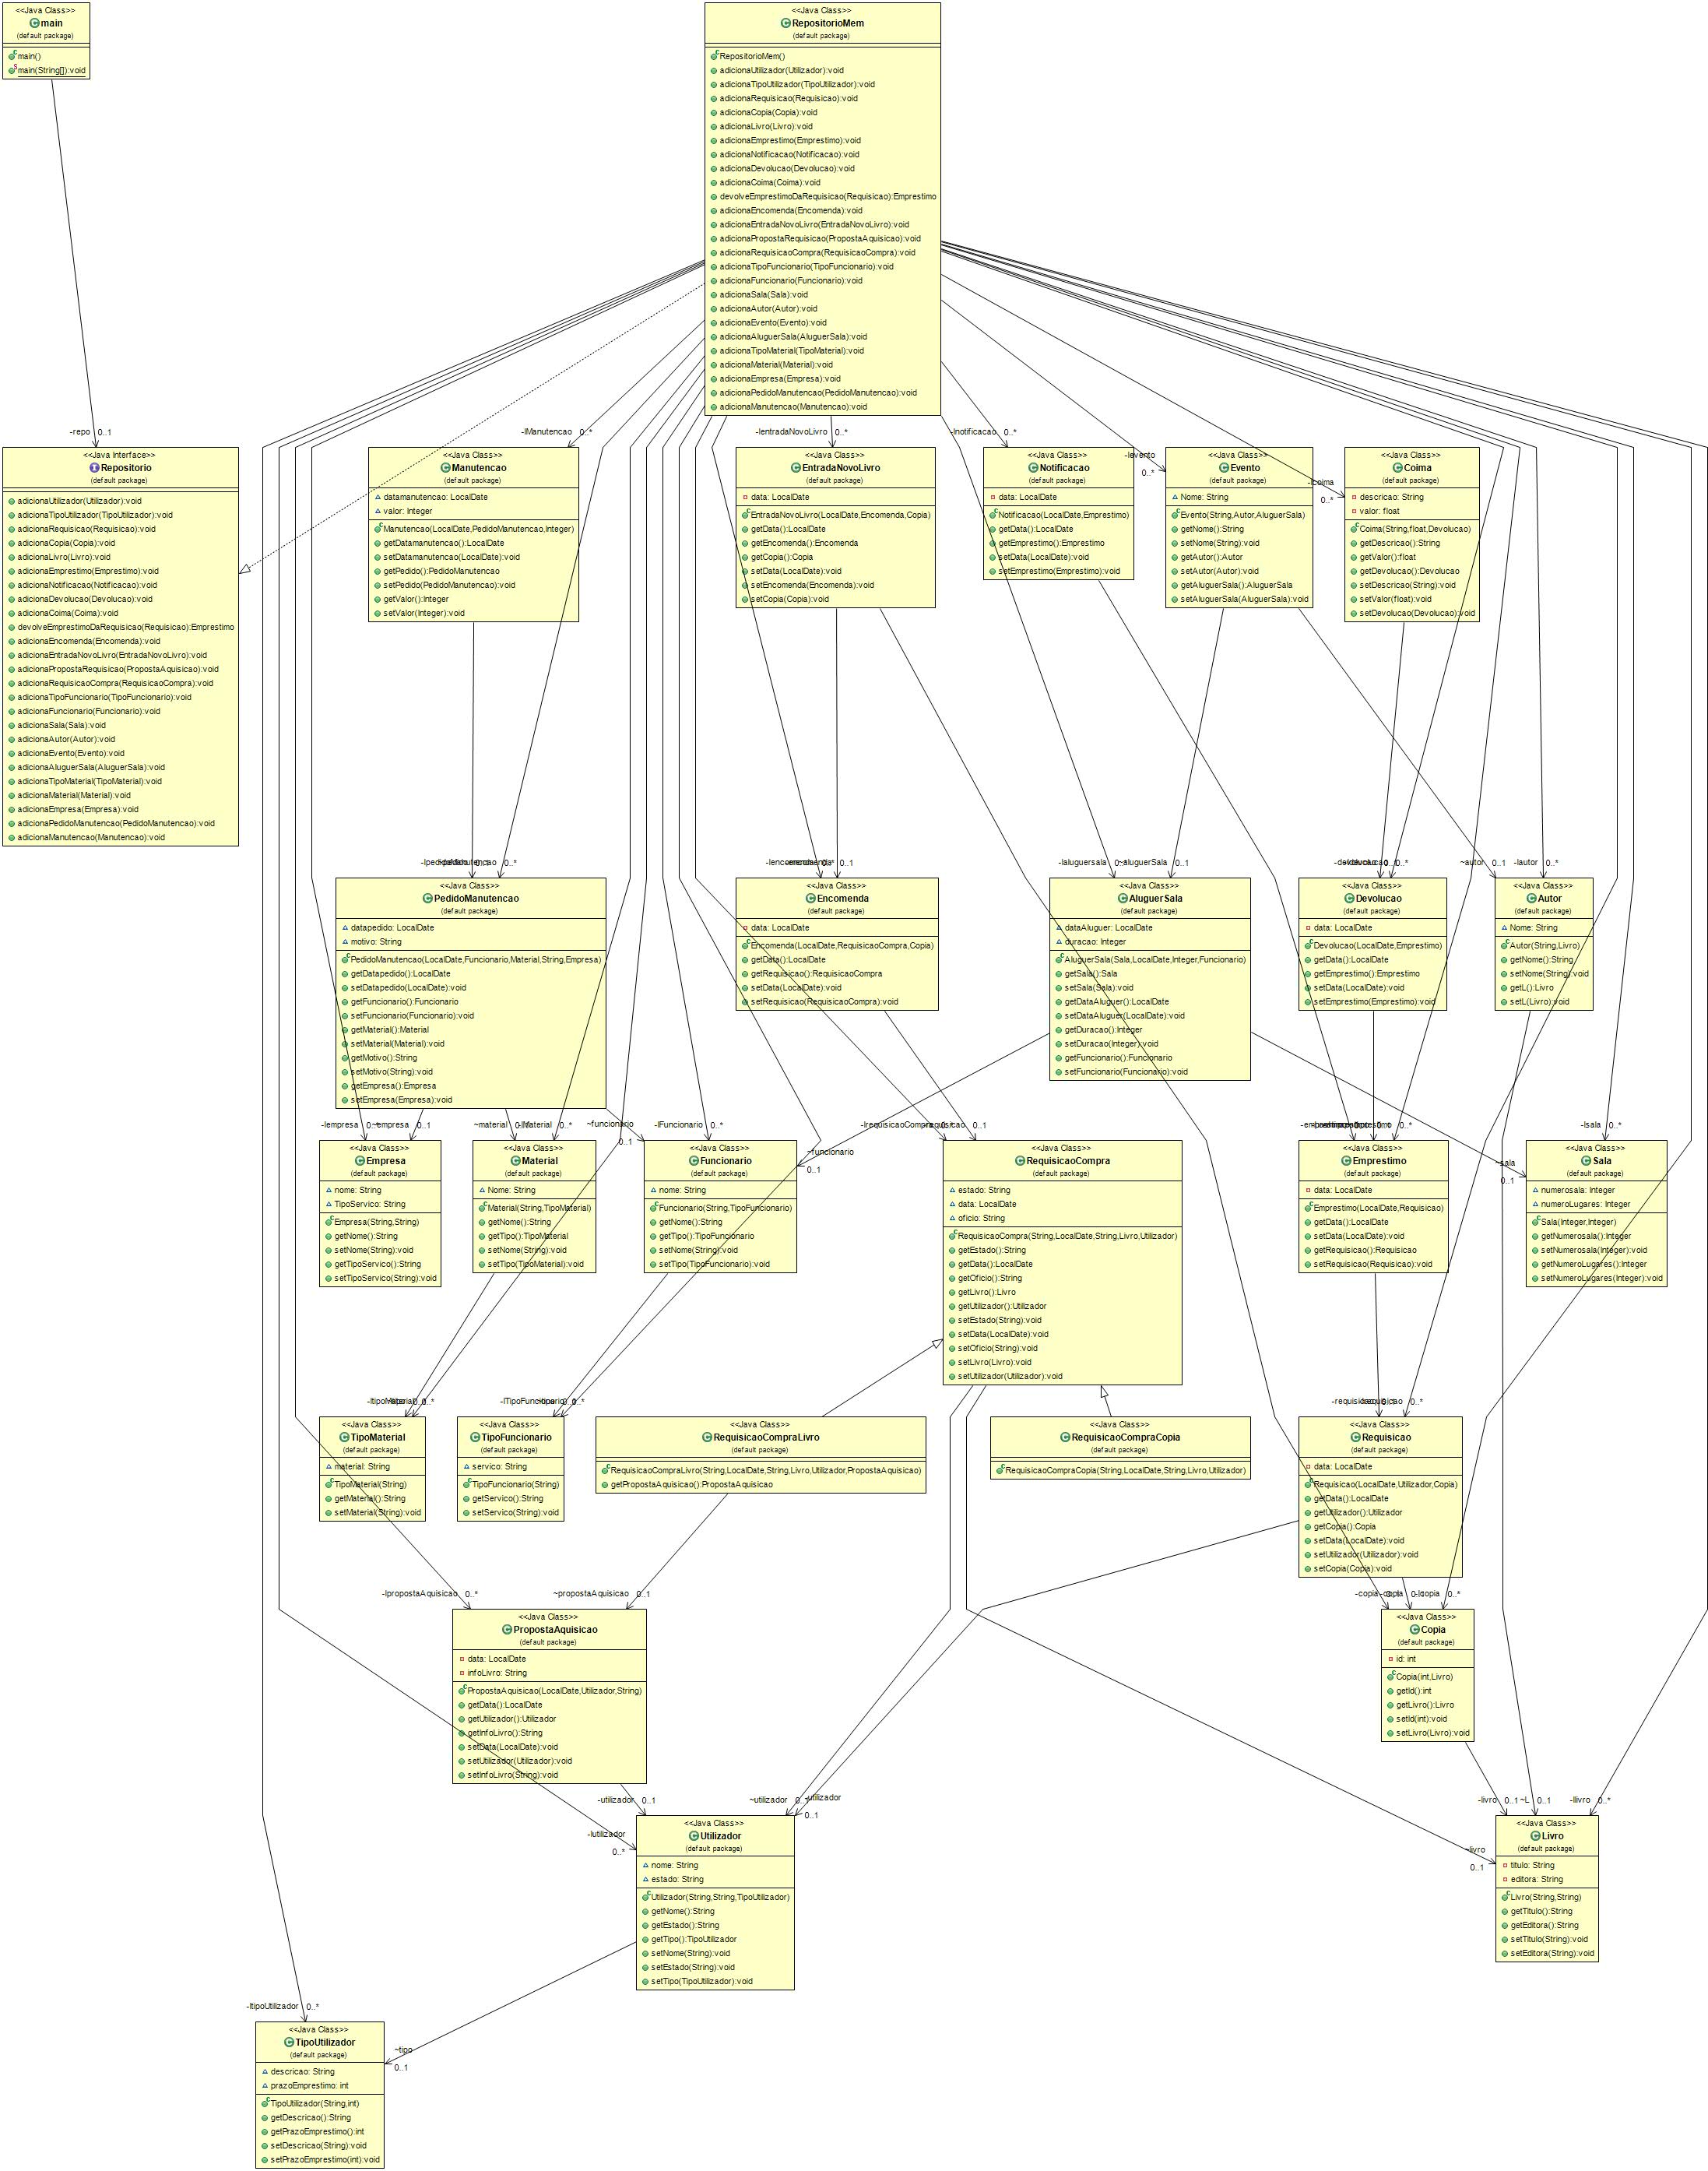 <<Java Class>>
main
(default package)
main()
main(String[]):void
<<Java Class>>
RepositorioMem
(default package)
RepositorioMem()
adicionaUtilizador(Utilizador):void
adicionaTipoUtilizador(TipoUtilizador):void
adicionaRequisicao(Requisicao):void
adicionaCopia(Copia):void
adicionaLivro(Livro):void
adicionaEmprestimo(Emprestimo):void
adicionaNotificacao(Notificacao):void
adicionaDevolucao(Devolucao):void
adicionaCoima(Coima):void
devolveEmprestimoDaRequisicao(Requisicao):Emprestimo
adicionaEncomenda(Encomenda):void
adicionaEntradaNovoLivro(EntradaNovoLivro):void
adicionaPropostaRequisicao(PropostaAquisicao):void
adicionaRequisicaoCompra(RequisicaoCompra):void
adicionaTipoFuncionario(TipoFuncionario):void
adicionaFuncionario(Funcionario):void
adicionaSala(Sala):void
adicionaAutor(Autor):void
adicionaEvento(Evento):void
adicionaAluguerSala(AluguerSala):void
adicionaTipoMaterial(TipoMaterial):void
adicionaMaterial(Material):void
adicionaEmpresa(Empresa):void
adicionaPedidoManutencao(PedidoManutencao):void
adicionaManutencao(Manutencao):void
-repo 0..1
-lManutencao 0..*
-lentradaNovoLivro 0..*
-lnotificacao 0..*
-levento
0..*
0..*
<<Java Interface>>
Repositorio
(default package)
adicionaUtilizador(Utilizador):void
adicionaTipoUtilizador(TipoUtilizador):void
adicionaRequisicao(Requisicao):void
adicionaCopia(Copia):void
adicionaLivro(Livro):void
adicionaEmprestimo(Emprestimo):void
adicionaNotificacao(Notificacao):void
adicionaDevolucao(Devolucao):void
adicionaCoima(Coima):void
devolveEmprestimoDaRequisicao(Requisicao):Emprestimo
adicionaEncomenda(Encomenda):void
adicionaEntradaNovoLivro(EntradaNovoLivro):void
adicionaPropostaRequisicao(PropostaAquisicao):void
adicionaRequisicaoCompra(RequisicaoCompra):void
adicionaTipoFuncionario(TipoFuncionario):void
adicionaFuncionario(Funcionario):void
adicionaSala(Sala):void
adicionaAutor(Autor):void
adicionaEvento(Evento):void
adicionaAluguerSala(AluguerSala):void
adicionaTipoMaterial(TipoMaterial):void
adicionaMaterial(Material):void
adicionaEmpresa(Empresa):void
adicionaPedidoManutencao(PedidoManutencao):void
adicionaManutencao(Manutencao):void
<<Java Class>>
Manutencao
(default package)
datamanutencao: LocalDate
valor: Integer
Manutencao(LocalDate,PedidoManutencao,Integer)
getDatamanutencao():LocalDate
setDatamanutencao(LocalDate):void
getPedido():PedidoManutencao
setPedido(PedidoManutencao):void
getValor():Integer
setValor(Integer):void
<<Java Class>>
EntradaNovoLivro
(default package)
data: LocalDate
EntradaNovoLivro(LocalDate,Encomenda,Copia)
getData():LocalDate
getEncomenda():Encomenda
getCopia():Copia
setData(LocalDate):void
setEncomenda(Encomenda):void
setCopia(Copia):void
<<Java Class>>
Notificacao
(default package)
data: LocalDate
Notificacao(LocalDate,Emprestimo)
getData():LocalDate
getEmprestimo():Emprestimo
setData(LocalDate):void
setEmprestimo(Emprestimo):void
<<Java Class>>
Evento
(default package)
Nome: String
Evento(String,Autor,AluguerSala)
getNome():String
setNome(String):void
getAutor():Autor
setAutor(Autor):void
getAluguerSala():AluguerSala
setAluguerSala(AluguerSala):void
<<Java Class>>
Coima
(default package)
descricao: String
valor: float
Coima(String,float,Devolucao)
getDescricao():String
getValor():float
getDevolucao():Devolucao
setDescricao(String):void
setValor(float):void
setDevolucao(Devolucao):void
0..*
0..1
-laluguersala
~aluguerSala 0..1
~autor 0..1
-lautor 0..*
<<Java Class>>
PedidoManutencao
(default package)
datapedido: LocalDate
motivo: String
PedidoManutencao(LocalDate,Funcionario,Material,String,Empresa)
getDatapedido():LocalDate
setDatapedido(LocalDate):void
getFuncionario():Funcionario
setFuncionario(Funcionario):void
getMaterial():Material
setMaterial(Material):void
getMotivo():String
setMotivo(String):void
getEmpresa():Empresa
setEmpresa(Empresa):void
<<Java Class>>
Encomenda
(default package)
data: LocalDate
Encomenda(LocalDate,RequisicaoCompra,Copia)
getData():LocalDate
getRequisicao():RequisicaoCompra
setData(LocalDate):void
setRequisicao(RequisicaoCompra):void
<<Java Class>>
AluguerSala
(default package)
dataAluguer: LocalDate
duracao: Integer
AluguerSala(Sala,LocalDate,Integer,Funcionario)
getSala():Sala
setSala(Sala):void
getDataAluguer():LocalDate
setDataAluguer(LocalDate):void
getDuracao():Integer
setDuracao(Integer):void
getFuncionario():Funcionario
setFuncionario(Funcionario):void
<<Java Class>>
Devolucao
(default package)
data: LocalDate
Devolucao(LocalDate,Emprestimo)
getData():LocalDate
getEmprestimo():Emprestimo
setData(LocalDate):void
setEmprestimo(Emprestimo):void
<<Java Class>>
Autor
(default package)
Nome: String
Autor(String,Livro)
getNome():String
setNome(String):void
getL():Livro
setL(Livro):void
-lempresa
~empresa 0..1
~material
~funcionario
0..1
-lFuncionario 0..*
~funcionario
0..1
0..1
-lsala 0..*
~sala
0..1
<<Java Class>>
Empresa
(default package)
nome: String
TipoServico: String
Empresa(String,String)
getNome():String
setNome(String):void
getTipoServico():String
setTipoServico(String):void
<<Java Class>>
Material
(default package)
Nome: String
Material(String,TipoMaterial)
getNome():String
getTipo():TipoMaterial
setNome(String):void
setTipo(TipoMaterial):void
<<Java Class>>
Funcionario
(default package)
nome: String
Funcionario(String,TipoFuncionario)
getNome():String
getTipo():TipoFuncionario
setNome(String):void
setTipo(TipoFuncionario):void
<<Java Class>>
RequisicaoCompra
(default package)
estado: String
data: LocalDate
oficio: String
RequisicaoCompra(String,LocalDate,String,Livro,Utilizador)
getEstado():String
getData():LocalDate
getOficio():String
getLivro():Livro
getUtilizador():Utilizador
setEstado(String):void
setData(LocalDate):void
setOficio(String):void
setLivro(Livro):void
setUtilizador(Utilizador):void
<<Java Class>>
Emprestimo
(default package)
data: LocalDate
Emprestimo(LocalDate,Requisicao)
getData():LocalDate
setData(LocalDate):void
getRequisicao():Requisicao
setRequisicao(Requisicao):void
<<Java Class>>
Sala
(default package)
numerosala: Integer
numeroLugares: Integer
Sala(Integer,Integer)
getNumerosala():Integer
setNumerosala(Integer):void
getNumeroLugares():Integer
setNumeroLugares(Integer):void
0..*
<<Java Class>>
TipoMaterial
(default package)
material: String
TipoMaterial(String)
getMaterial():String
setMaterial(String):void
<<Java Class>>
TipoFuncionario
(default package)
servico: String
TipoFuncionario(String)
getServico():String
setServico(String):void
<<Java Class>>
RequisicaoCompraLivro
(default package)
RequisicaoCompraLivro(String,LocalDate,String,Livro,Utilizador,PropostaAquisicao)
getPropostaAquisicao():PropostaAquisicao
<<Java Class>>
RequisicaoCompraCopia
(default package)
RequisicaoCompraCopia(String,LocalDate,String,Livro,Utilizador)
<<Java Class>>
Requisicao
(default package)
data: LocalDate
Requisicao(LocalDate,Utilizador,Copia)
getData():LocalDate
getUtilizador():Utilizador
getCopia():Copia
setData(LocalDate):void
setUtilizador(Utilizador):void
setCopia(Copia):void
-lpropostaAquisicao 0..*
~propostaAquisicao 0..1
0..*
<<Java Class>>
PropostaAquisicao
(default package)
data: LocalDate
infoLivro: String
PropostaAquisicao(LocalDate,Utilizador,String)
getData():LocalDate
getUtilizador():Utilizador
getInfoLivro():String
setData(LocalDate):void
setUtilizador(Utilizador):void
setInfoLivro(String):void
<<Java Class>>
Copia
(default package)
id: int
Copia(int,Livro)
getId():int
getLivro():Livro
setId(int):void
setLivro(Livro):void
-utilizador 0..1
~utilizador
0..1
-lutilizador
0..*
-livro 0..1
~L 0..1
-llivro 0..*
~livro
0..1
<<Java Class>>
Utilizador
(default package)
nome: String
estado: String
Utilizador(String,String,TipoUtilizador)
getNome():String
getEstado():String
getTipo():TipoUtilizador
setNome(String):void
setEstado(String):void
setTipo(TipoUtilizador):void
<<Java Class>>
Livro
(default package)
titulo: String
editora: String
Livro(String,String)
getTitulo():String
getEditora():String
setTitulo(String):void
setEditora(String):void
-ltipoUtilizador 0..*
~tipo
0..1
<<Java Class>>
TipoUtilizador
(default package)
descricao: String
prazoEmprestimo: int
TipoUtilizador(String,int)
getDescricao():String
getPrazoEmprestimo():int
setDescricao(String):void
setPrazoEmprestimo(int):void